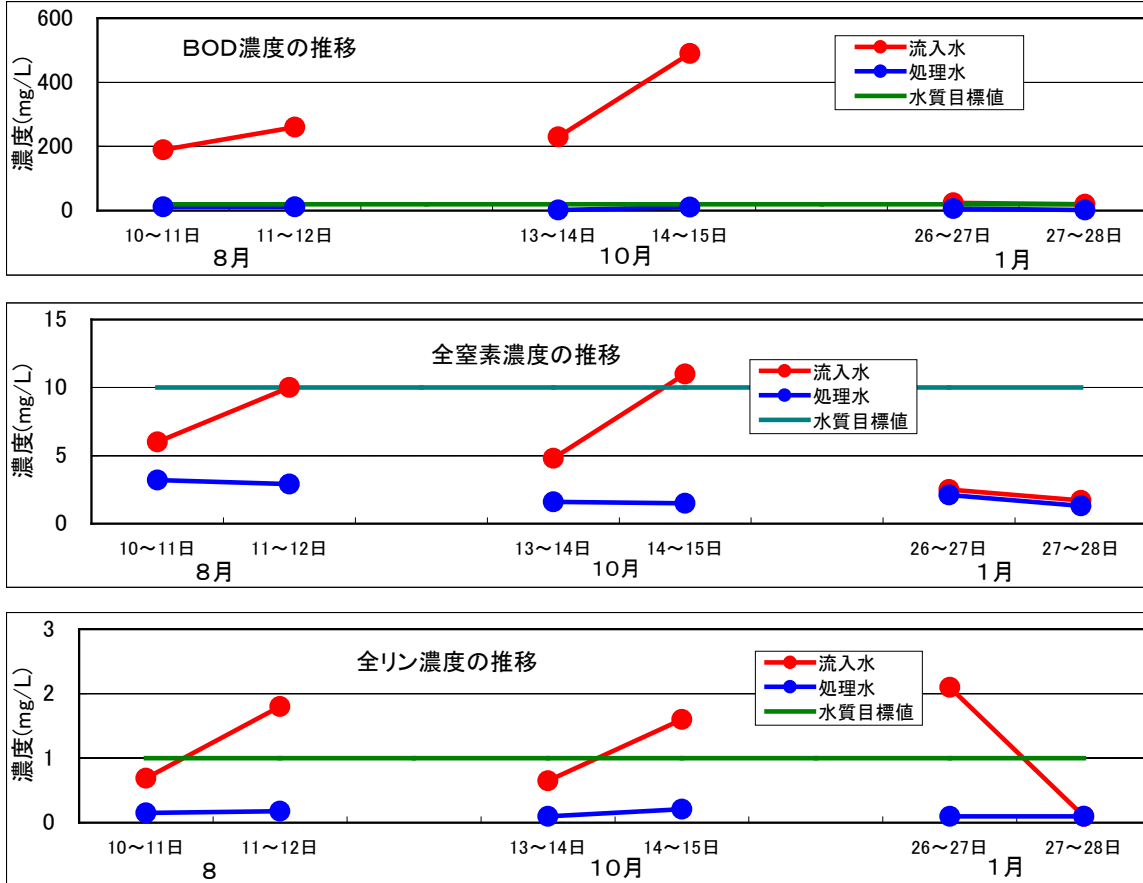 BOD濃度の推移
濃度(mg/L)
600
400
200
0
流入水
処理水
水質目標値
10~11日 11~12日 13~14日 14~15日 26~27日 27~28日
8月 10月 1月
全窒素濃度の推移
濃度(mg/L)
15
10
5
0
流入水
処理水
水質目標値
10~11日 11~12日 13~14日 14~15日 26~27日 27~28日
8月 10月 1月
全リン濃度の推移
濃度(mg/L)
3
2
1
0
流入水
処理水
水質目標値
10~11日 11~12日 13~14日 14~15日 26~27日 27~28日
8 10月 1月